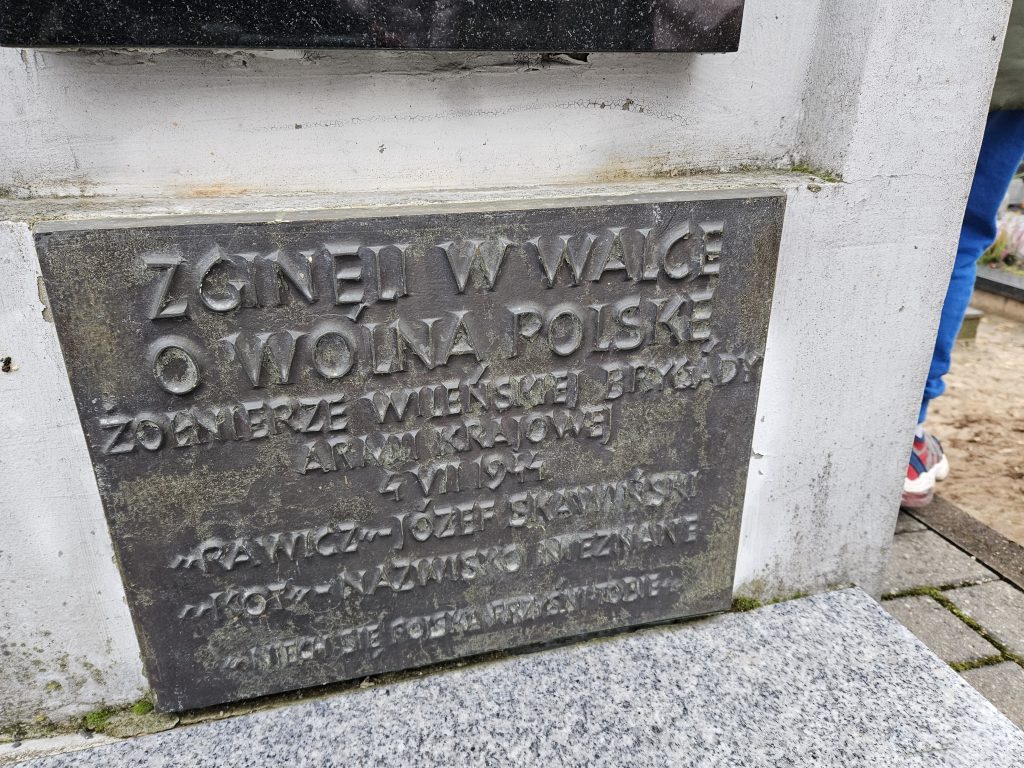 ZGINĘLI W WALCE
O WOLNĄ POLSKĘ
ŻOŁNIERZE WILEŃSKIEJ BRYGADY
ARMII KRAJOWEJ
4 VII 1944
„RAWICZ”-JÓZEF SKAWIŃSKI
„KOT”-NAZWISKO NIEZNANE
„NIECH SIĘ POLSKA PRZYŚNI TOBIE”